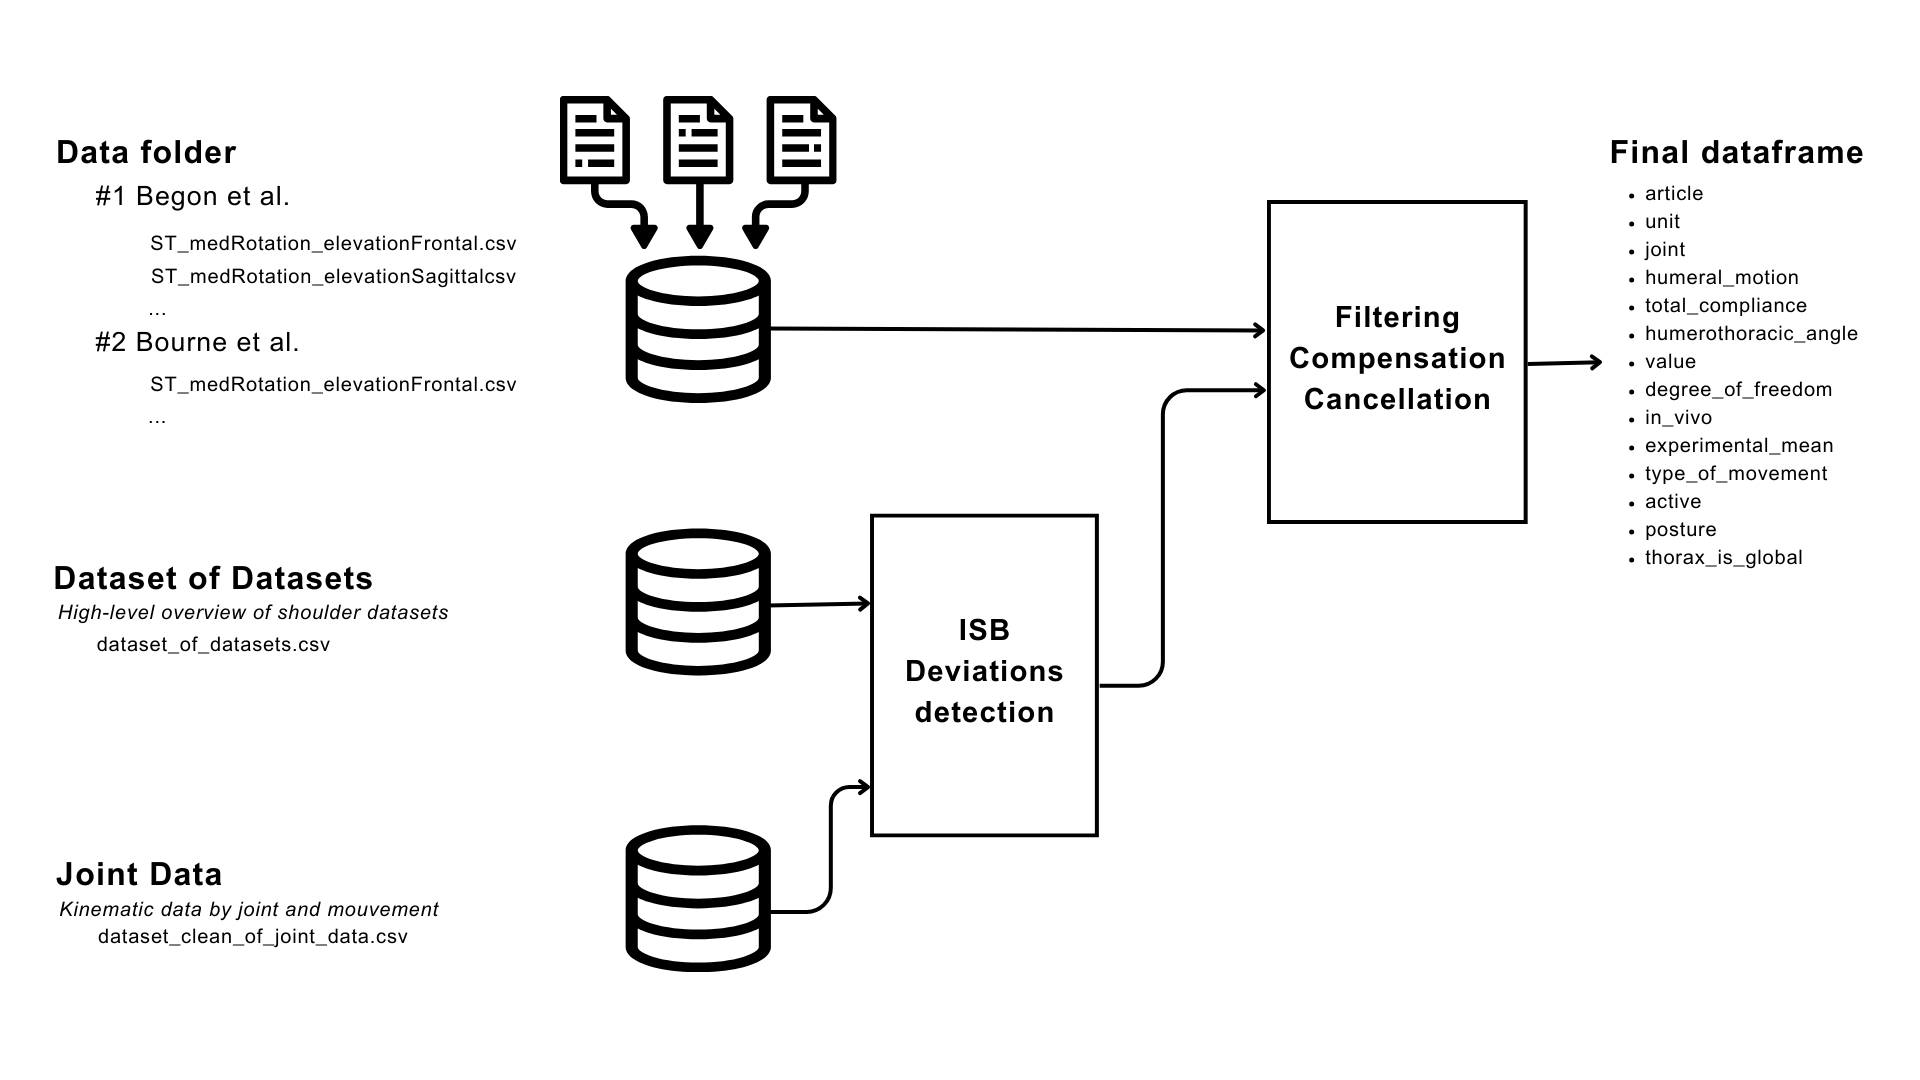 Data folder
#1 Begon et al.
ST_medRotation_elevationFrontal.csv
ST_medRotation_elevationSagittalcsv
...
#2 Bourne et al.
ST_medRotation_elevationFrontal.csv
...
Dataset of Datasets
High-level overview of shoulder datasets
dataset_of_datasets.csv
Joint Data
Kinematic data by joint and mouvement
dataset_clean_of_joint_data.csv
ISB
Deviations
detection
Filtering
Compensation
Cancellation
Final dataframe
• article
• unit
• joint
• humeral_motion
• total_compliance
• humerothoracic_angle
• value
• degree_of_freedom
• in_vivo
• experimental_mean
• type_of_movement
• active
• posture
• thorax_is_global